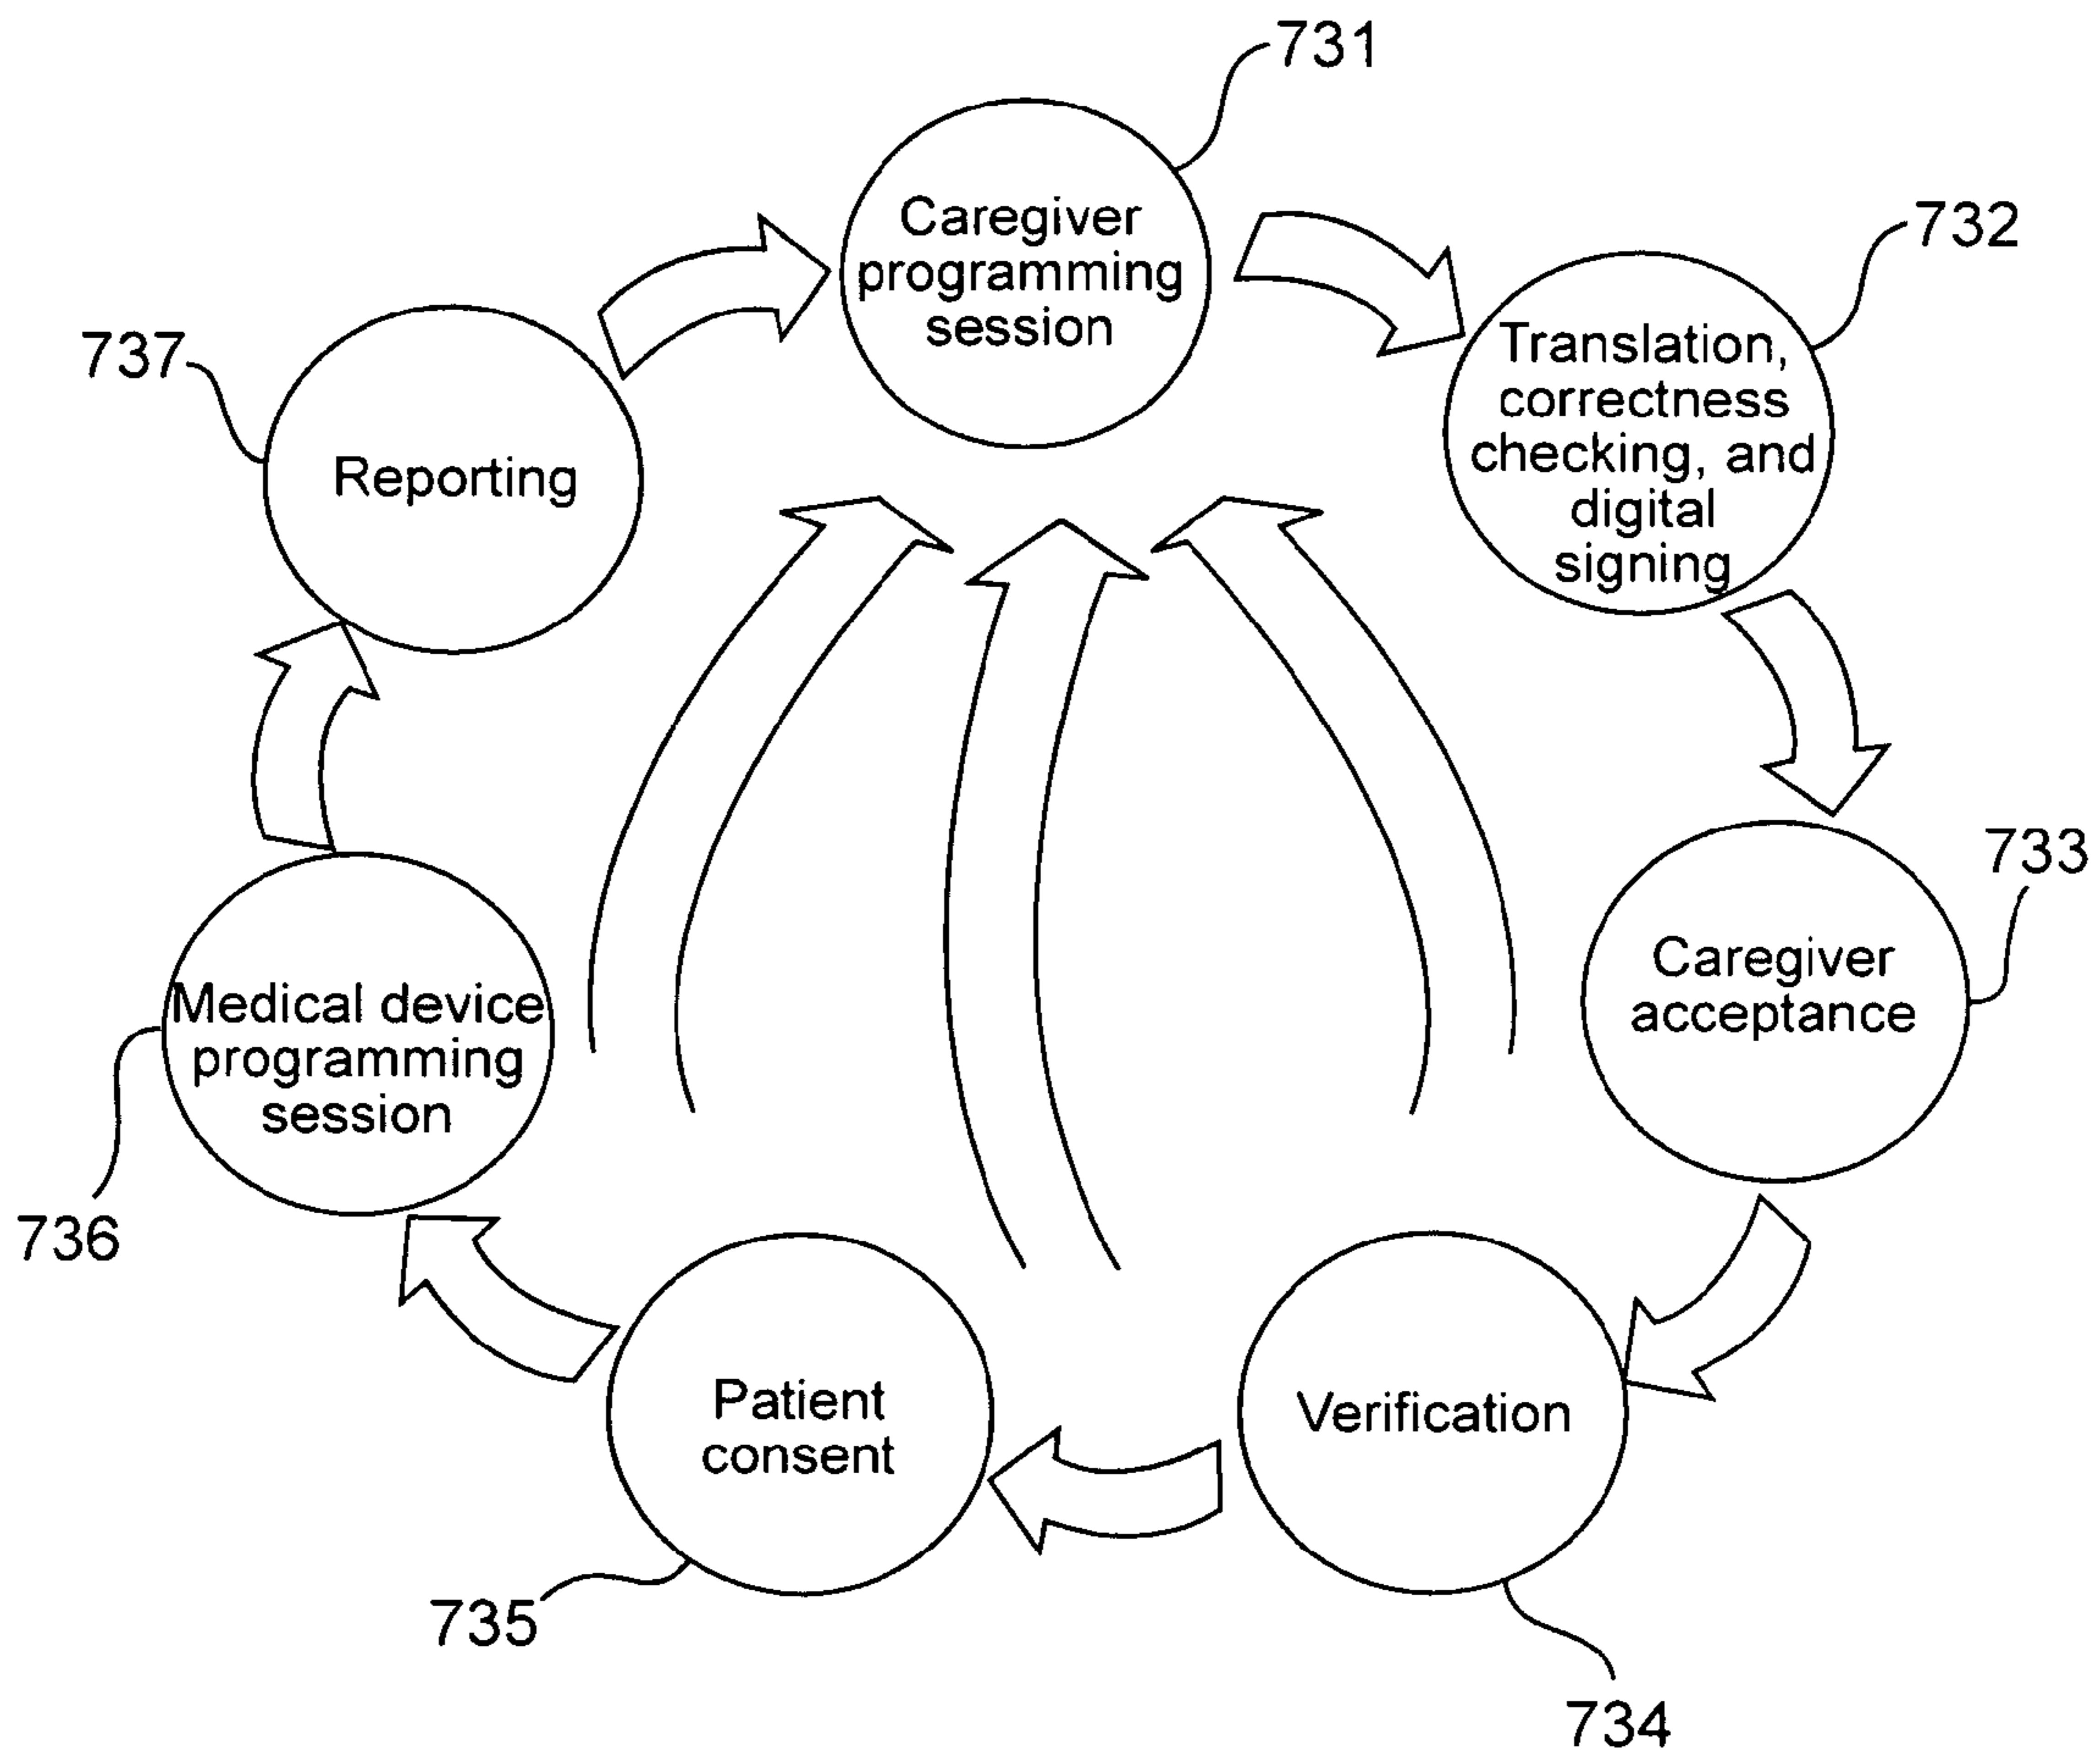 731
Caregiver
programming
session
732
Translation,
correctness
checking, and
digital
signing
737
Reporting
733
Caregiver
acceptance
Medical device
programming
session
736
Patient
consent
Verification
735
734